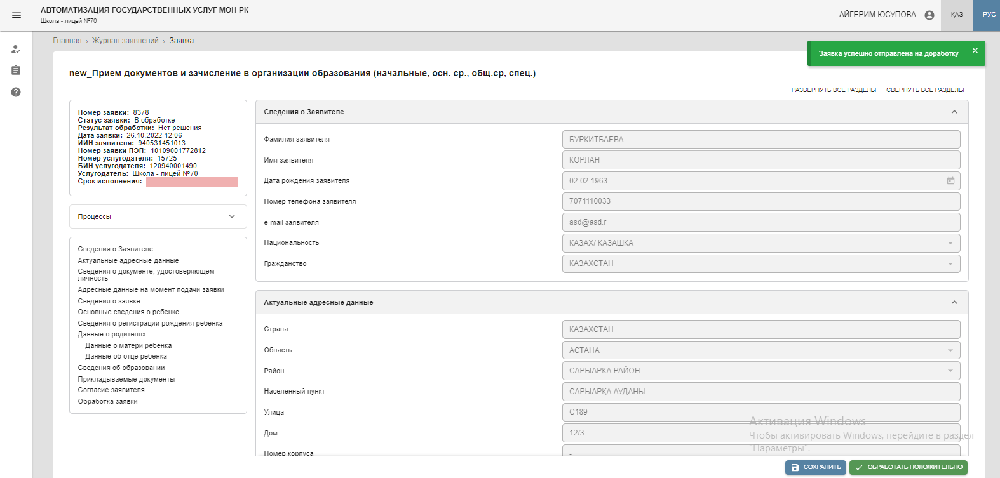 АВТОМАТИЗАЦИЯ ГОСУДАРСТВЕННЫХ УСЛУГ МОН РК
Школа - лицей №70
АЙГЕРИМ ЮСУПОВА
ҚАЗ
РУС
Главная › Журнал заявлений › Заявка
Заявка успешно отправлена на доработку ×
new_Прием документов и зачисление в организации образования (начальные, осн. ср., общ.ср, спец.)
РАЗВЕРНУТЬ ВСЕ РАЗДЕЛЫ СВЕРНУТЬ ВСЕ РАЗДЕЛЫ
Номер заявки: 8378
Статус заявки: В обработке
Результат обработки: Нет решения
Дата заявки: 26.10.2022 12:06
ИИН заявителя: 940531451013
Номер заявки ПЭП: 10109001772812
Номер услугодателя: 15725
БИН услугодателя: 120940001490
Услугодатель: Школа - лицей №70
Срок исполнения:
Процессы
Сведения о Заявителе
Актуальные адресные данные
Сведения о документе, удостоверяющем
личность
Адресные данные на момент подачи заявки
Сведения о заявке
Основные сведения о ребенке
Сведения о регистрации рождения ребенка
Данные о родителях
Данные о матери ребенка
Данные об отце ребенка
Сведения об образовании
Прикладываемые документы
Согласие заявителя
Обработка заявки
Сведения о Заявителе
Фамилия заявителя БУРКИТБАЕВА
Имя заявителя КОРЛАН
Дата рождения заявителя 02.02.1963
Номер телефона заявителя 7071110033
e-mail заявителя asd@asd.r
Национальность КАЗАХ/ КАЗАШКА
Гражданство КАЗАХСТАН
Актуальные адресные данные
Страна КАЗАХСТАН
Область АСТАНА
Район САРЫАРКА РАЙОН
Населенный пункт САРЫАРҚА АУДАНЫ
Улица С189
Дом 12/3
Номер корпуса -
Активация Windows
Чтобы активировать Windows, перейдите в раздел
"Параметры".
СОХРАНИТЬ
ОБРАБОТАТЬ ПОЛОЖИТЕЛЬНО